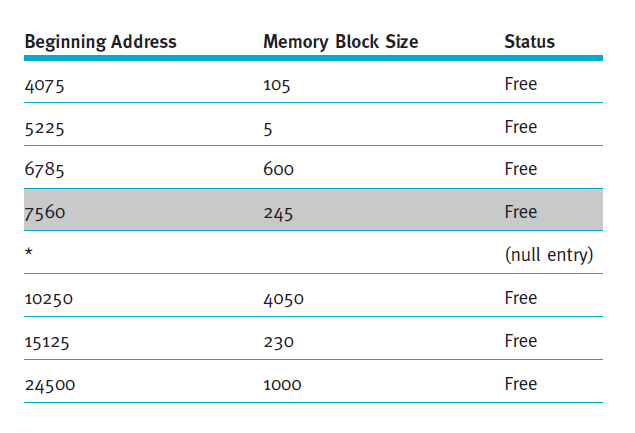 Beginning Address Memory Block Size Status
4075 105 Free
5225 5 Free
6785 600 Free
7560 245 Free
* (null entry)
10250 4050 Free
15125 230 Free
24500 1000 Free